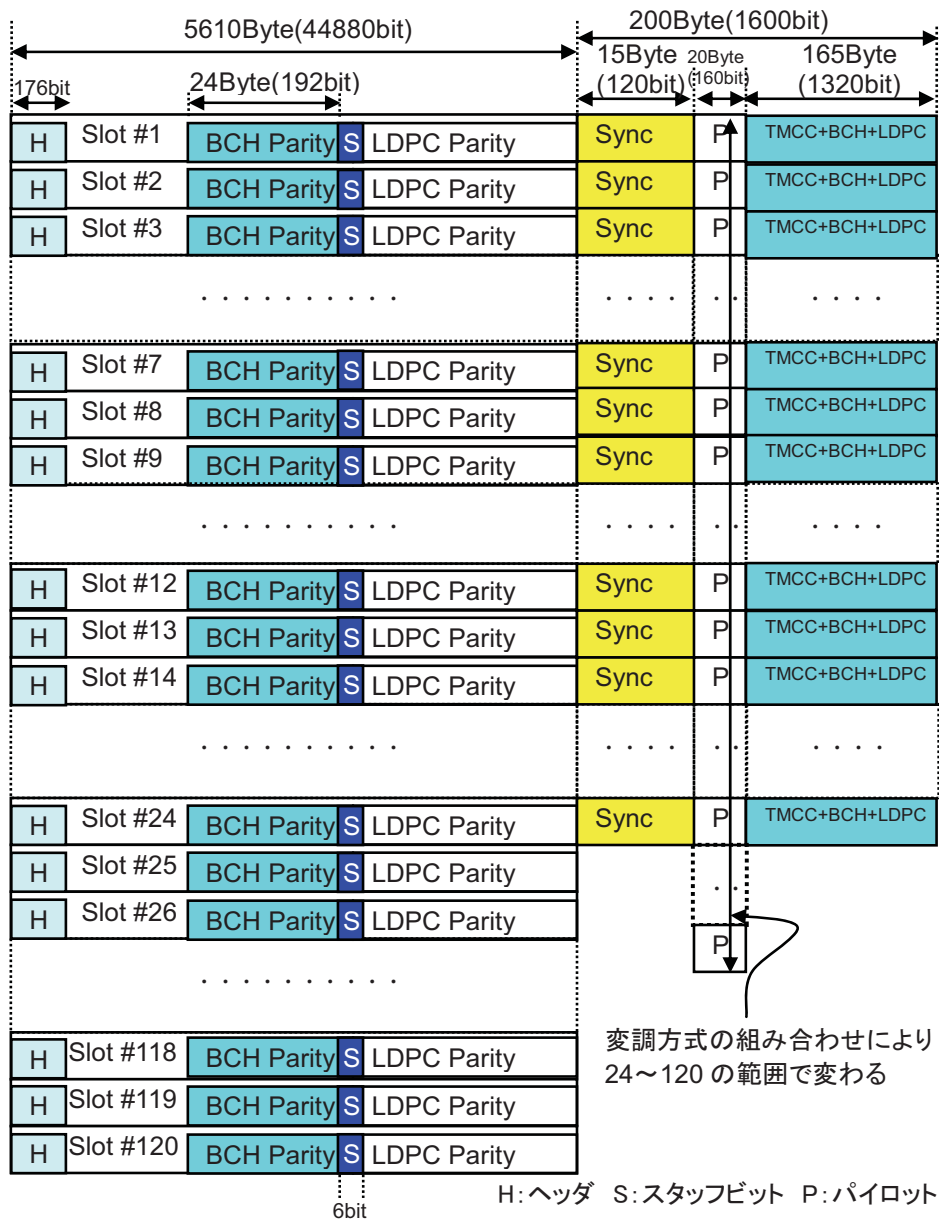 5610Byte(44880bit)
200Byte(1600bit)
176bit
24Byte(192bit)
15Byte
(120bit)
20Byte
(160bit)
165Byte
(1320bit)
H Slot #1 BCH Parity S LDPC Parity Sync P TMCC+BCH+LDPC
H Slot #2 BCH Parity S LDPC Parity Sync P TMCC+BCH+LDPC
H Slot #3 BCH Parity S LDPC Parity Sync P TMCC+BCH+LDPC
. . . . . . . . . . . . . . . . . . . .
H Slot #7 BCH Parity S LDPC Parity Sync P TMCC+BCH+LDPC
H Slot #8 BCH Parity S LDPC Parity Sync P TMCC+BCH+LDPC
H Slot #9 BCH Parity S LDPC Parity Sync P TMCC+BCH+LDPC
. . . . . . . . . . . . . . . . . . . .
H Slot #12 BCH Parity S LDPC Parity Sync P TMCC+BCH+LDPC
H Slot #13 BCH Parity S LDPC Parity Sync P TMCC+BCH+LDPC
H Slot #14 BCH Parity S LDPC Parity Sync P TMCC+BCH+LDPC
. . . . . . . . . . . . . . . . . . . .
H Slot #24 BCH Parity S LDPC Parity Sync P TMCC+BCH+LDPC
H Slot #25 BCH Parity S LDPC Parity . .
H Slot #26 BCH Parity S LDPC Parity
P
. . . . . . . . . .
変調方式の組み合わせにより
24～120 の範囲で変わる
H Slot #118 BCH Parity S LDPC Parity
H Slot #119 BCH Parity S LDPC Parity
H Slot #120 BCH Parity S LDPC Parity
6bit
H：ヘッダ S：スタッフビット P：パイロット